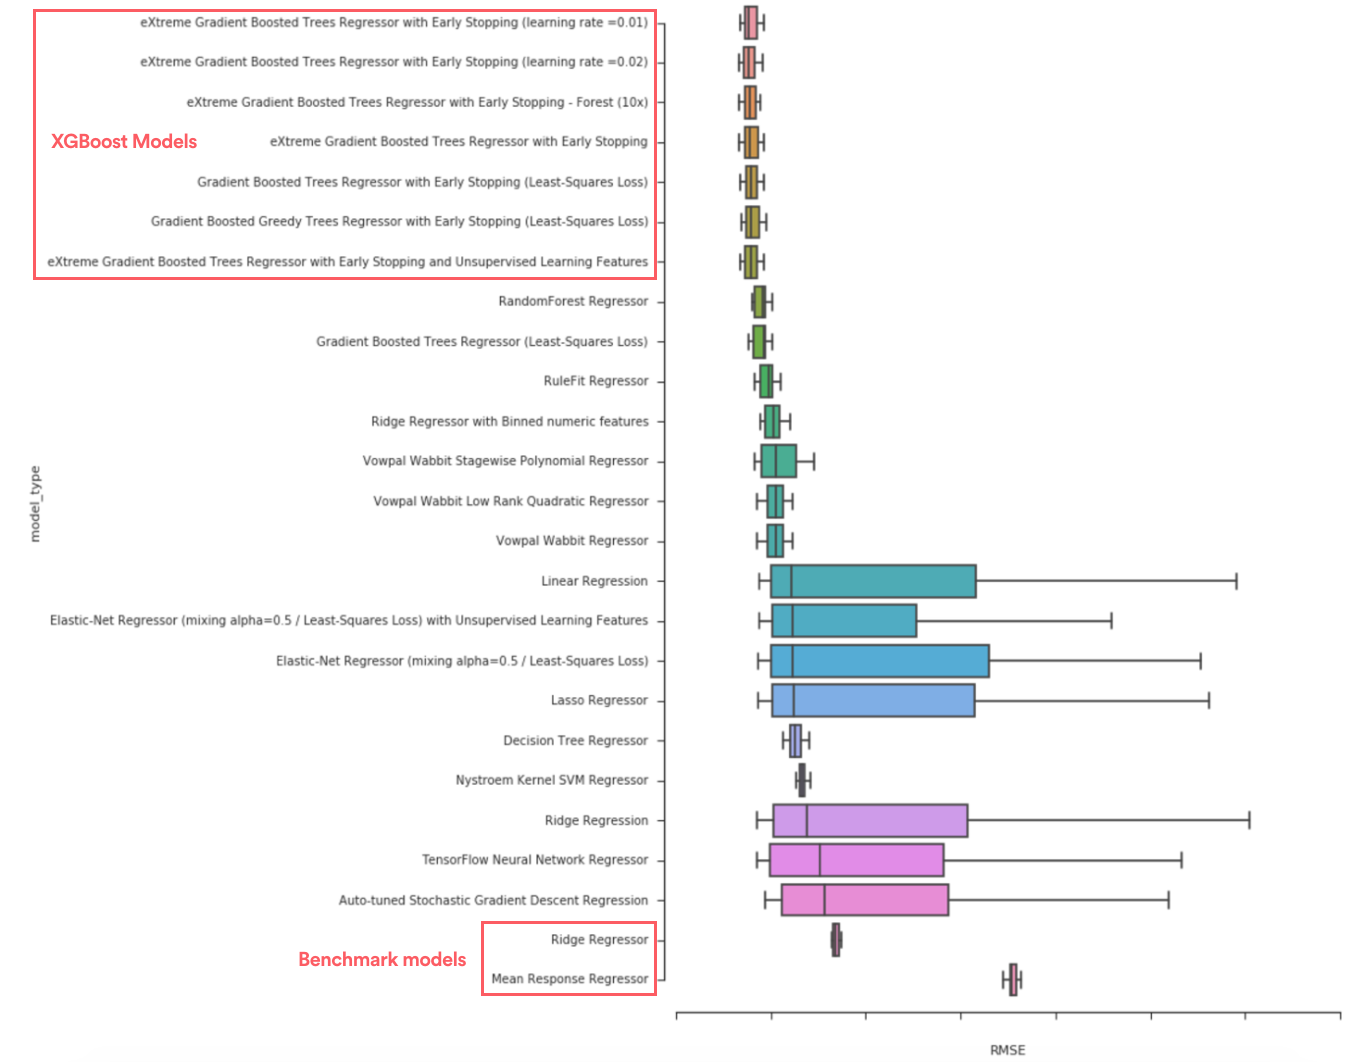 eXtreme Gradient Boosted Trees Regressor with Early Stopping (learning rate =0.01)
eXtreme Gradient Boosted Trees Regressor with Early Stopping (learning rate =0.02)
eXtreme Gradient Boosted Trees Regressor with Early Stopping - Forest (10x)
XGBoost Models
eXtreme Gradient Boosted Trees Regressor with Early Stopping
Gradient Boosted Trees Regressor with Early Stopping (Least-Squares Loss)
Gradient Boosted Greedy Trees Regressor with Early Stopping (Least-Squares Loss)
eXtreme Gradient Boosted Trees Regressor with Early Stopping and Unsupervised Learning Features
RandomForest Regressor
Gradient Boosted Trees Regressor (Least-Squares Loss)
RuleFit Regressor
Ridge Regressor with Binned numeric features
Vowpal Wabbit Stagewise Polynomial Regressor
Vowpal Wabbit Low Rank Quadratic Regressor
model_type
Vowpal Wabbit Regressor
Linear Regression
Elastic-Net Regressor (mixing alpha=0.5 / Least-Squares Loss) with Unsupervised Learning Features
Elastic-Net Regressor (mixing alpha=0.5 / Least-Squares Loss)
Lasso Regressor
Decision Tree Regressor
Nystroem Kernel SVM Regressor
Ridge Regression
TensorFlow Neural Network Regressor
Auto-tuned Stochastic Gradient Descent Regression
Ridge Regressor
Benchmark models
Mean Response Regressor
RMSE